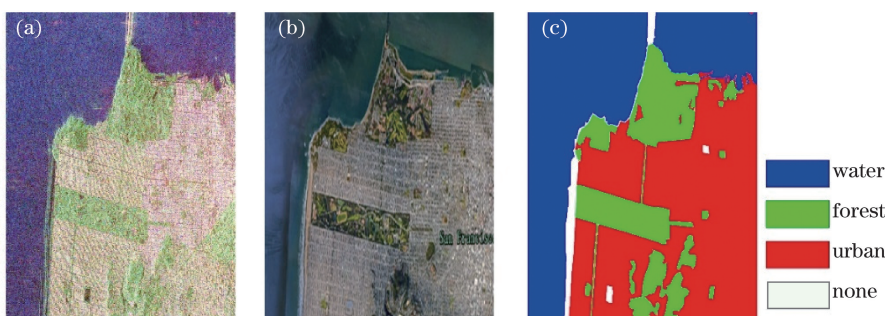 (a)
(b)
(c)
San Francisco
water
forest
urban
none